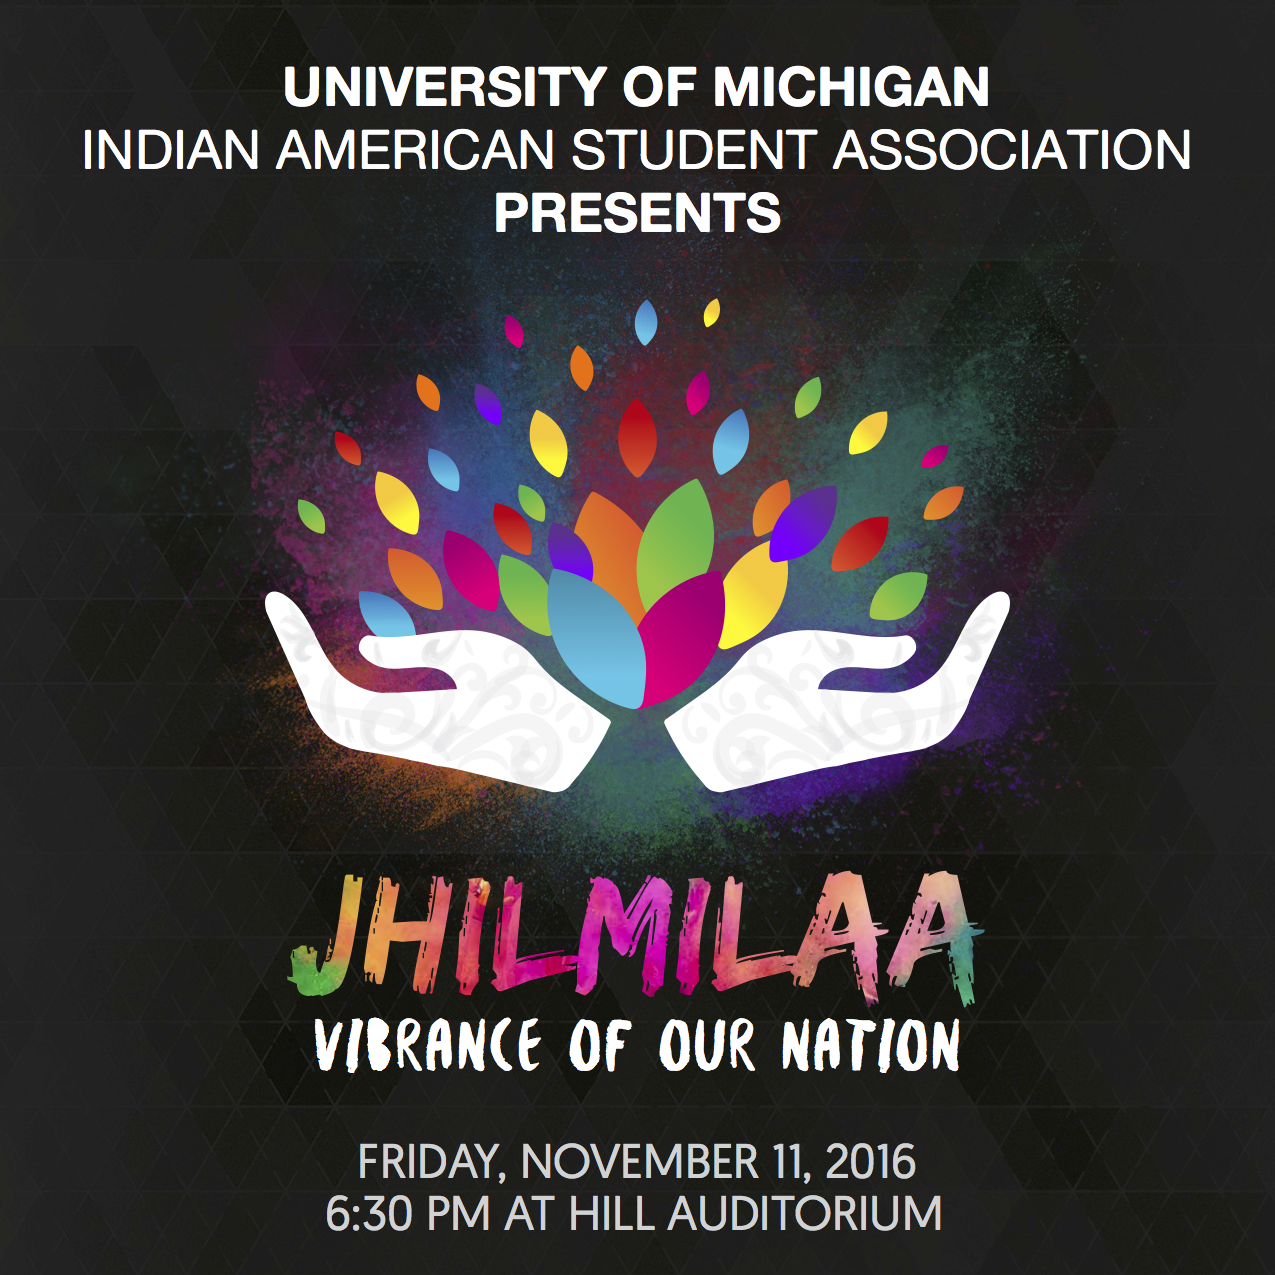 UNIVERSITY OF MICHIGAN
INDIAN AMERICAN STUDENT ASSOCIATION
PRESENTS
JHILMILAA
VIBRANCE OF OUR NATION
FRIDAY, NOVEMBER 11, 2016
6:30 PM AT HILL AUDITORIUM